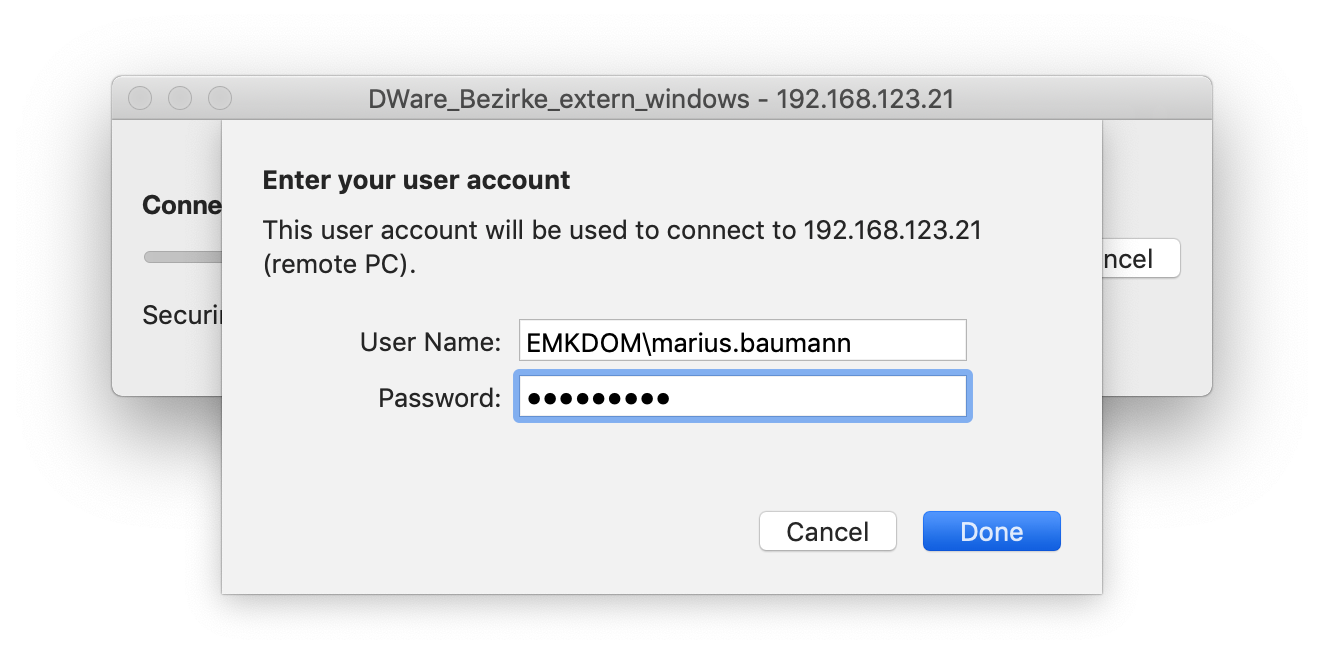 DWare_Bezirke_extern_windows - 192.168.123.21
Enter your user account
Conne
This user account will be used to connect to 192.168.123.21
(remote PC).
ncel
Securi
User Name: EMKDOM\marius.baumann
Password: •••••••••
Cancel Done